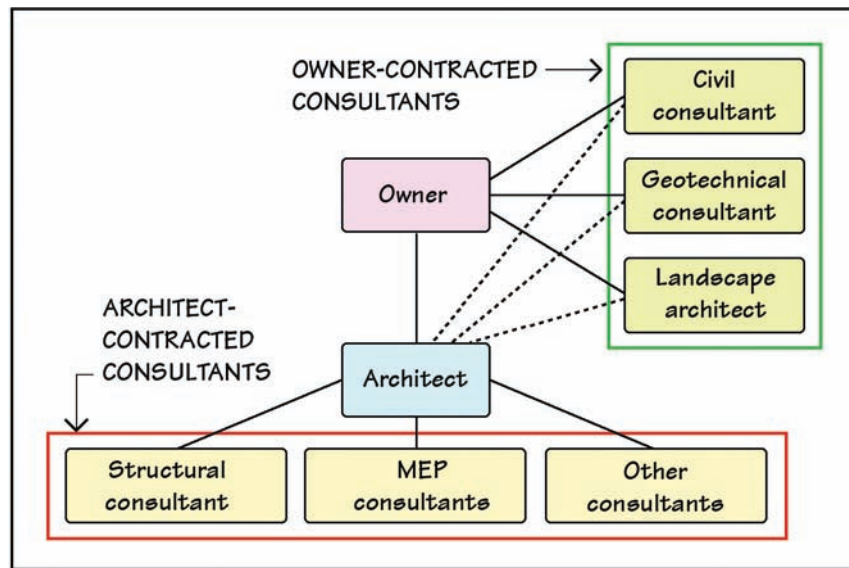 OWNER-CONTRACTED
CONSULTANTS
Civil
consultant
Owner
Geotechnical
consultant
Landscape
architect
ARCHITECT-
CONTRACTED
CONSULTANTS
Architect
Structural
consultant
MEP
consultants
Other
consultants